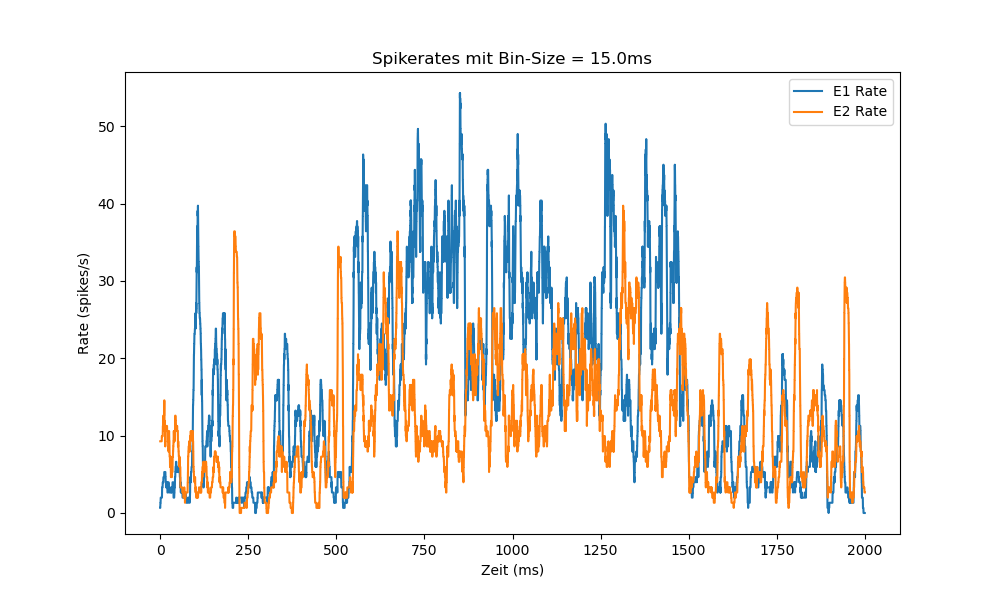 Spikerates mit Bin-Size = 15.0ms
E1 Rate
E2 Rate
50
40
30
20
10
0
Rate (spikes/s)
0 250 500 750 1000 1250 1500 1750 2000
Zeit (ms)